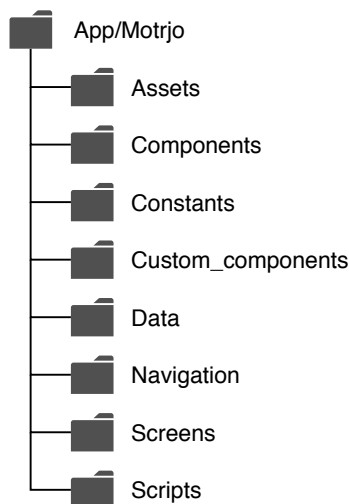 App/Motrjo
Assets
Components
Constants
Custom_components
Data
Navigation
Screens
Scripts